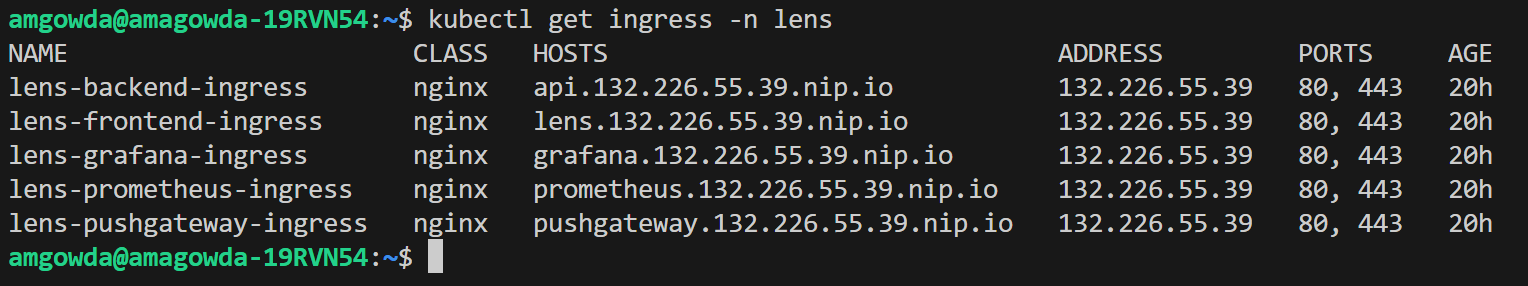 amgowda@amagowda-19RVN54:~$ kubectl get ingress -n lens
NAME CLASS HOSTS ADDRESS PORTS AGE
lens-backend-ingress nginx api.132.226.55.39.nip.io 132.226.55.39 80, 443 20h
lens-frontend-ingress nginx lens.132.226.55.39.nip.io 132.226.55.39 80, 443 20h
lens-grafana-ingress nginx grafana.132.226.55.39.nip.io 132.226.55.39 80, 443 20h
lens-prometheus-ingress nginx prometheus.132.226.55.39.nip.io 132.226.55.39 80, 443 20h
lens-pushgateway-ingress nginx pushgateway.132.226.55.39.nip.io 132.226.55.39 80, 443 20h
amgowda@amagowda-19RVN54:~$